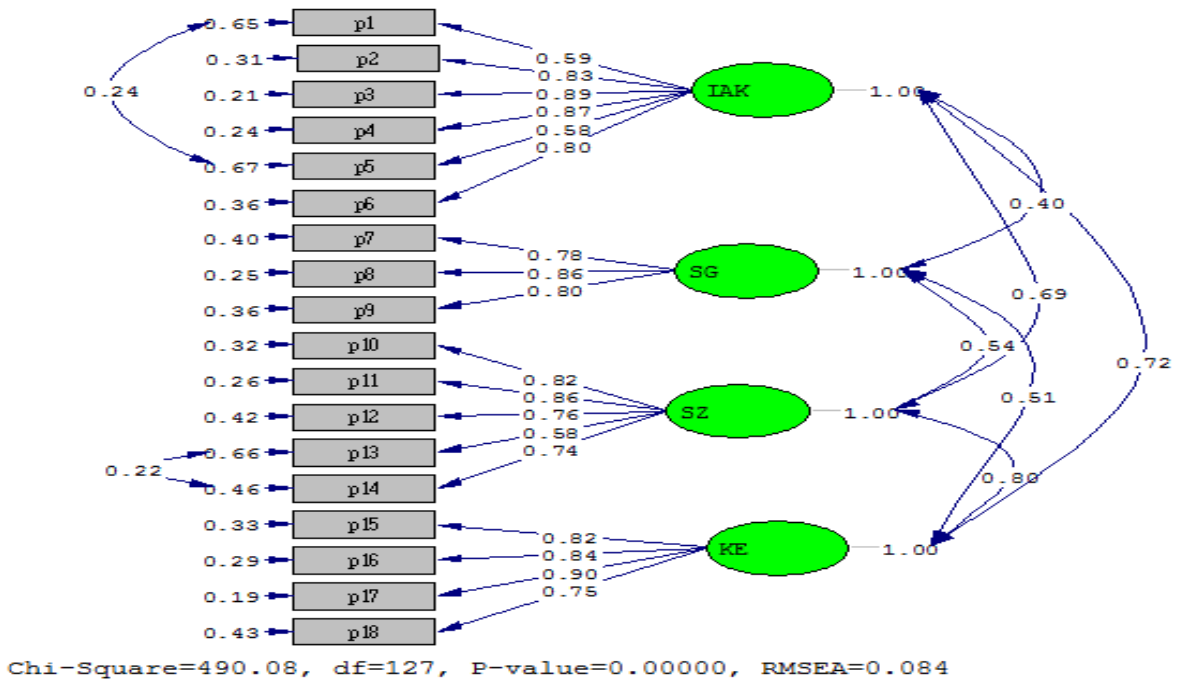 0.65 p1
0.59
0.31 p2
0.83
0.24
0.21 p3
0.89
IAK 1.00
0.24 p4
0.87
0.67 p5
0.58
0.36 p6
0.80
0.40
0.40 p7
0.78
0.25 p8
0.86
SG 1.00
0.36 p9
0.80
0.69
0.32 p10
0.54
0.72
0.26 p11
0.82
0.86
0.51
0.42 p12
0.76
SZ 1.00
0.66 p13
0.58
0.22
0.46 p14
0.74
0.80
0.33 p15
0.82
0.29 p16
0.84
KE 1.00
0.19 p17
0.90
0.43 p18
0.75
Chi-Square=490.08, df=127, P-value=0.00000, RMSEA=0.084